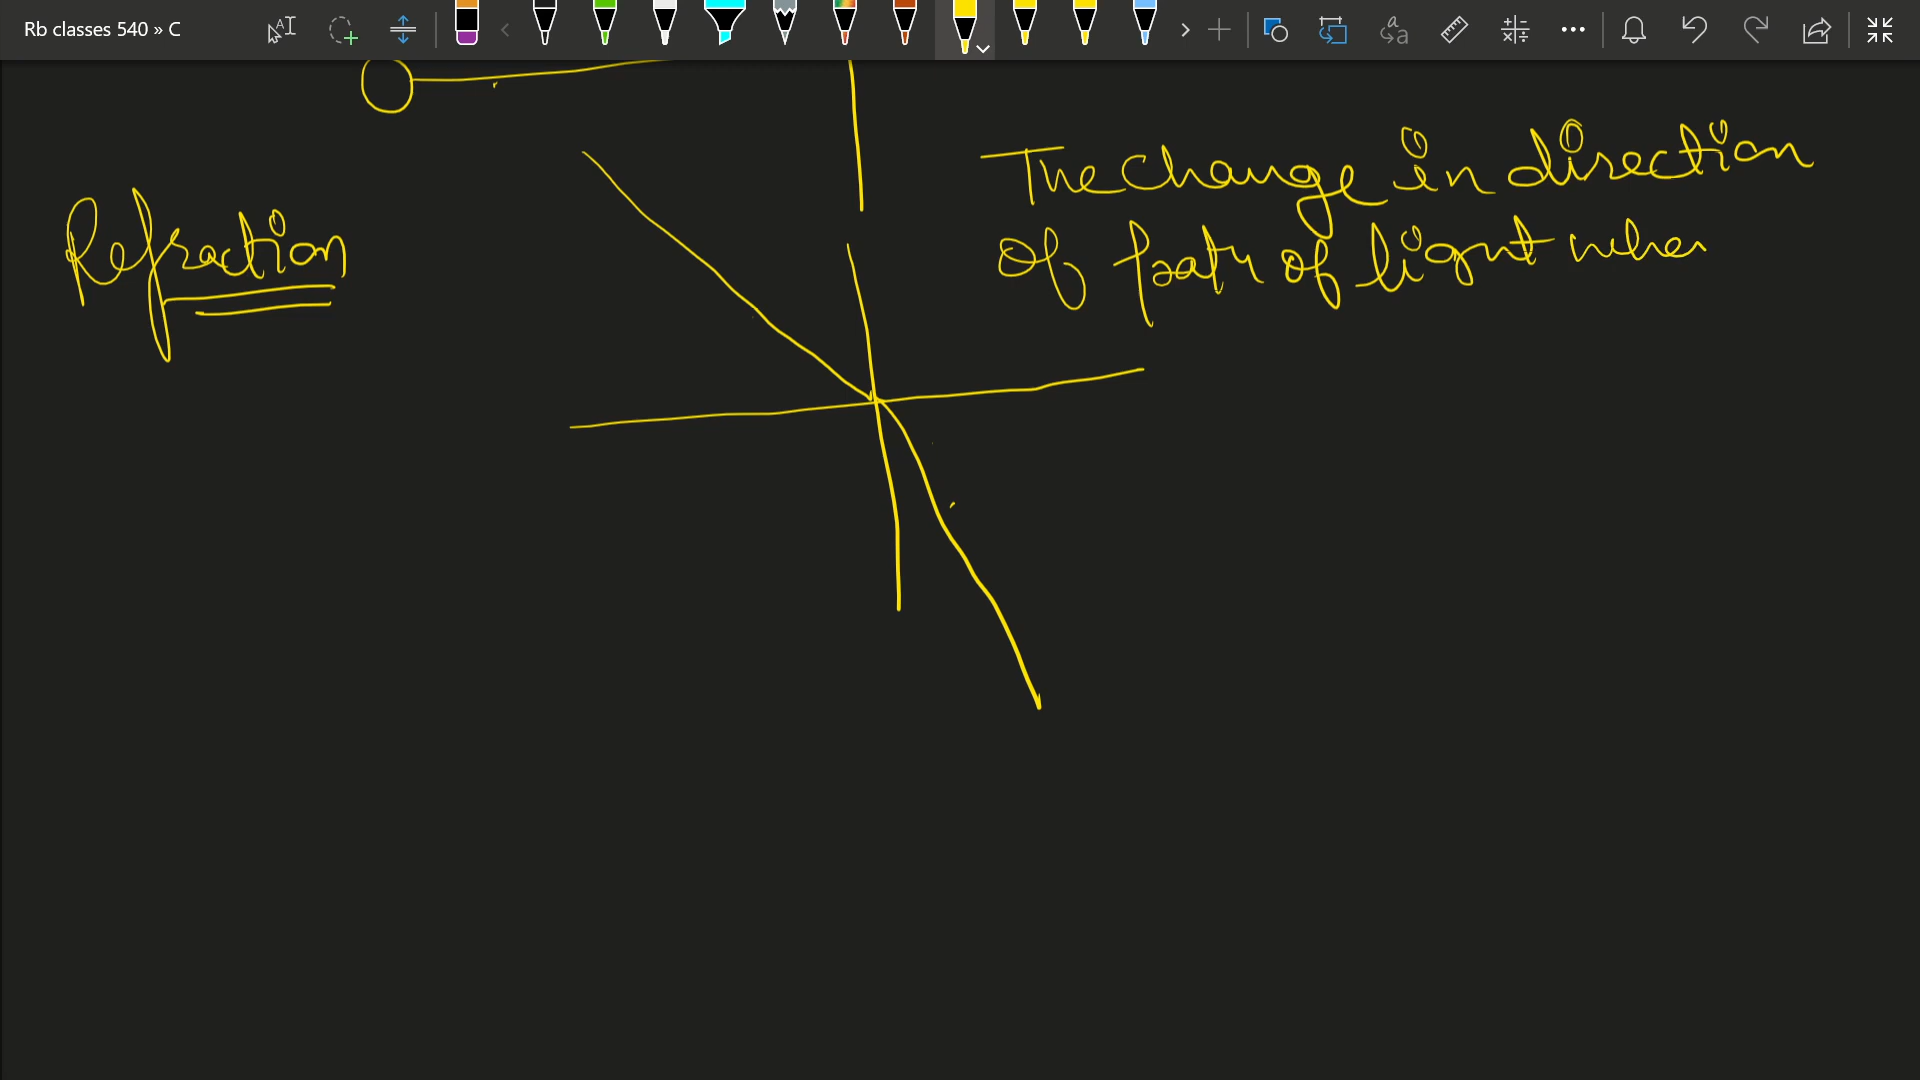 Rb classes 540 » C
Refraction
The change in direction
Of path of light when